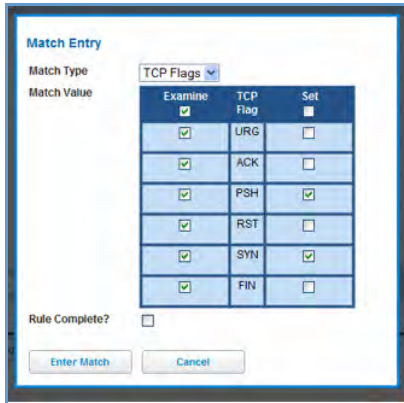 Match Entry
Match Type TCP Flags
Match Value
Examine TCP Flag Set
URG
ACK
PSH
RST
SYN
FIN
Rule Complete?
Enter Match Cancel